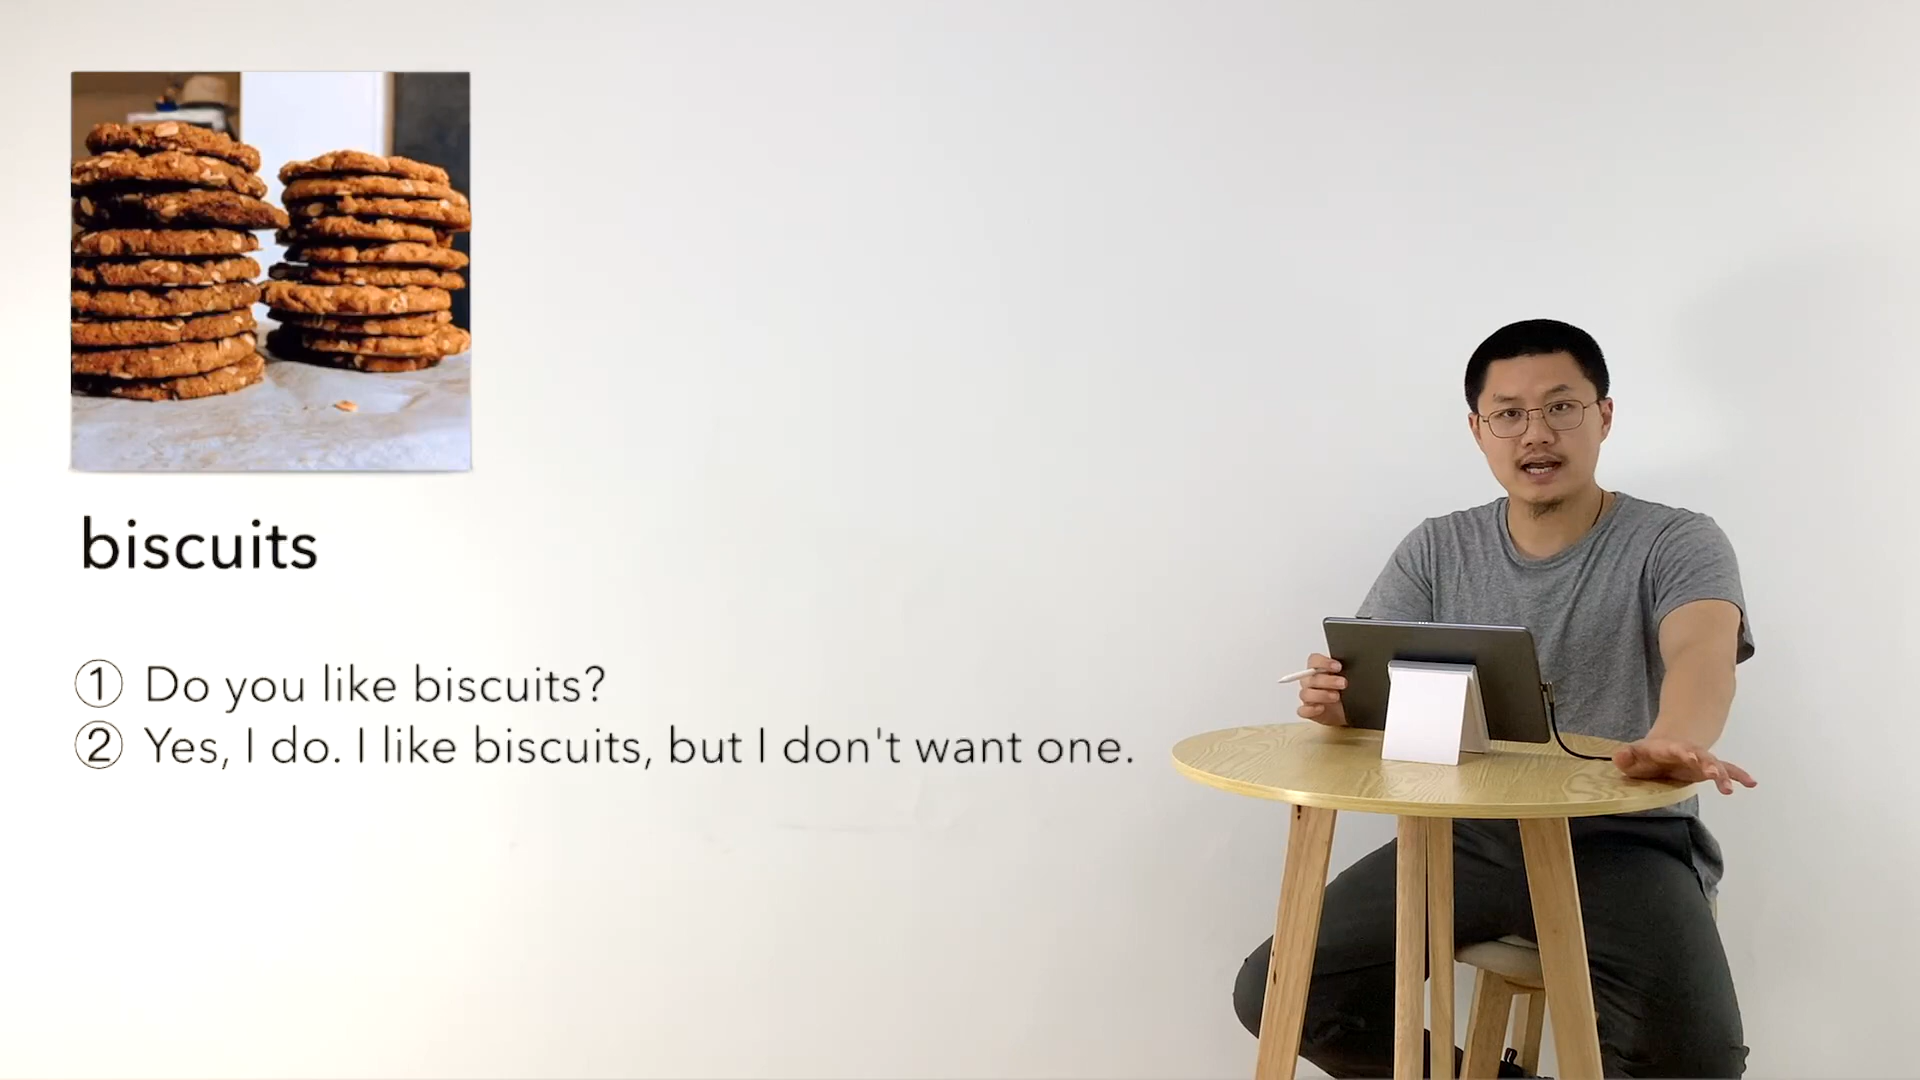 biscuits
① Do you like biscuits?
② Yes, I do. I like biscuits, but I don't want one.